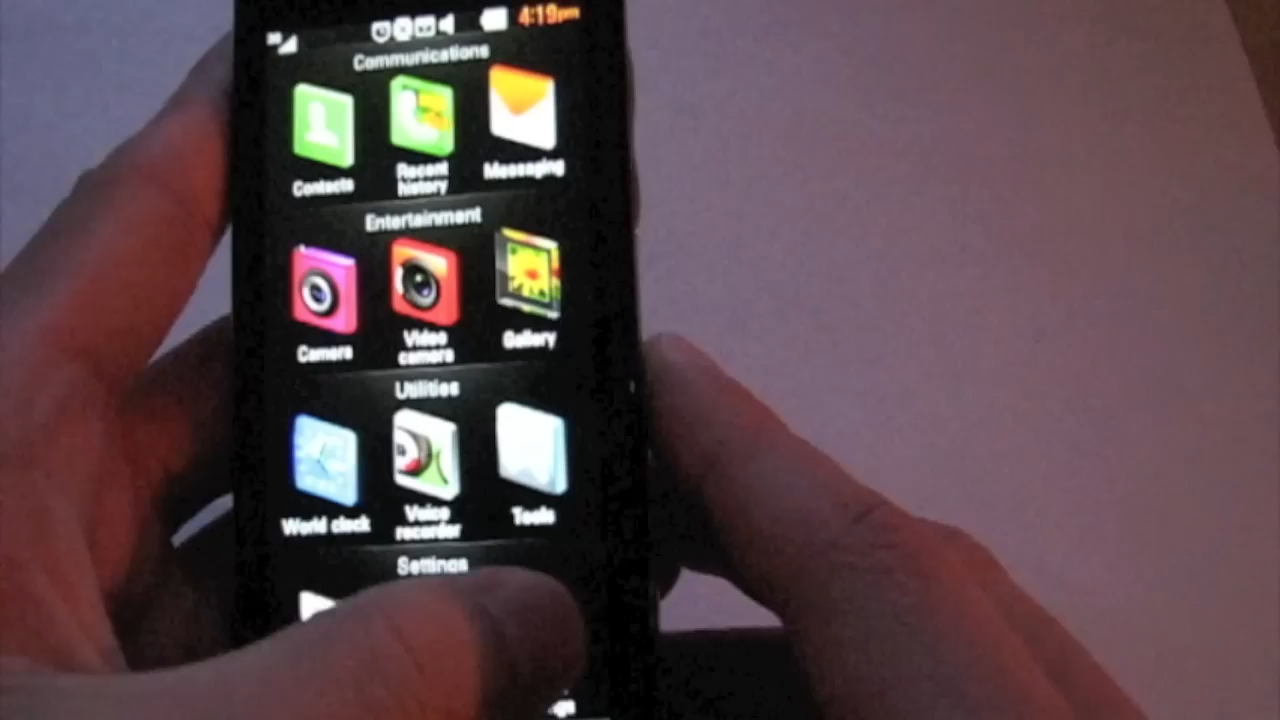 4:19pm
Communications
Contacts
Recent history
Messaging
Entertainment
Camera
Video camera
Gallery
Utilities
World clock
Voice recorder
Tools
Settings